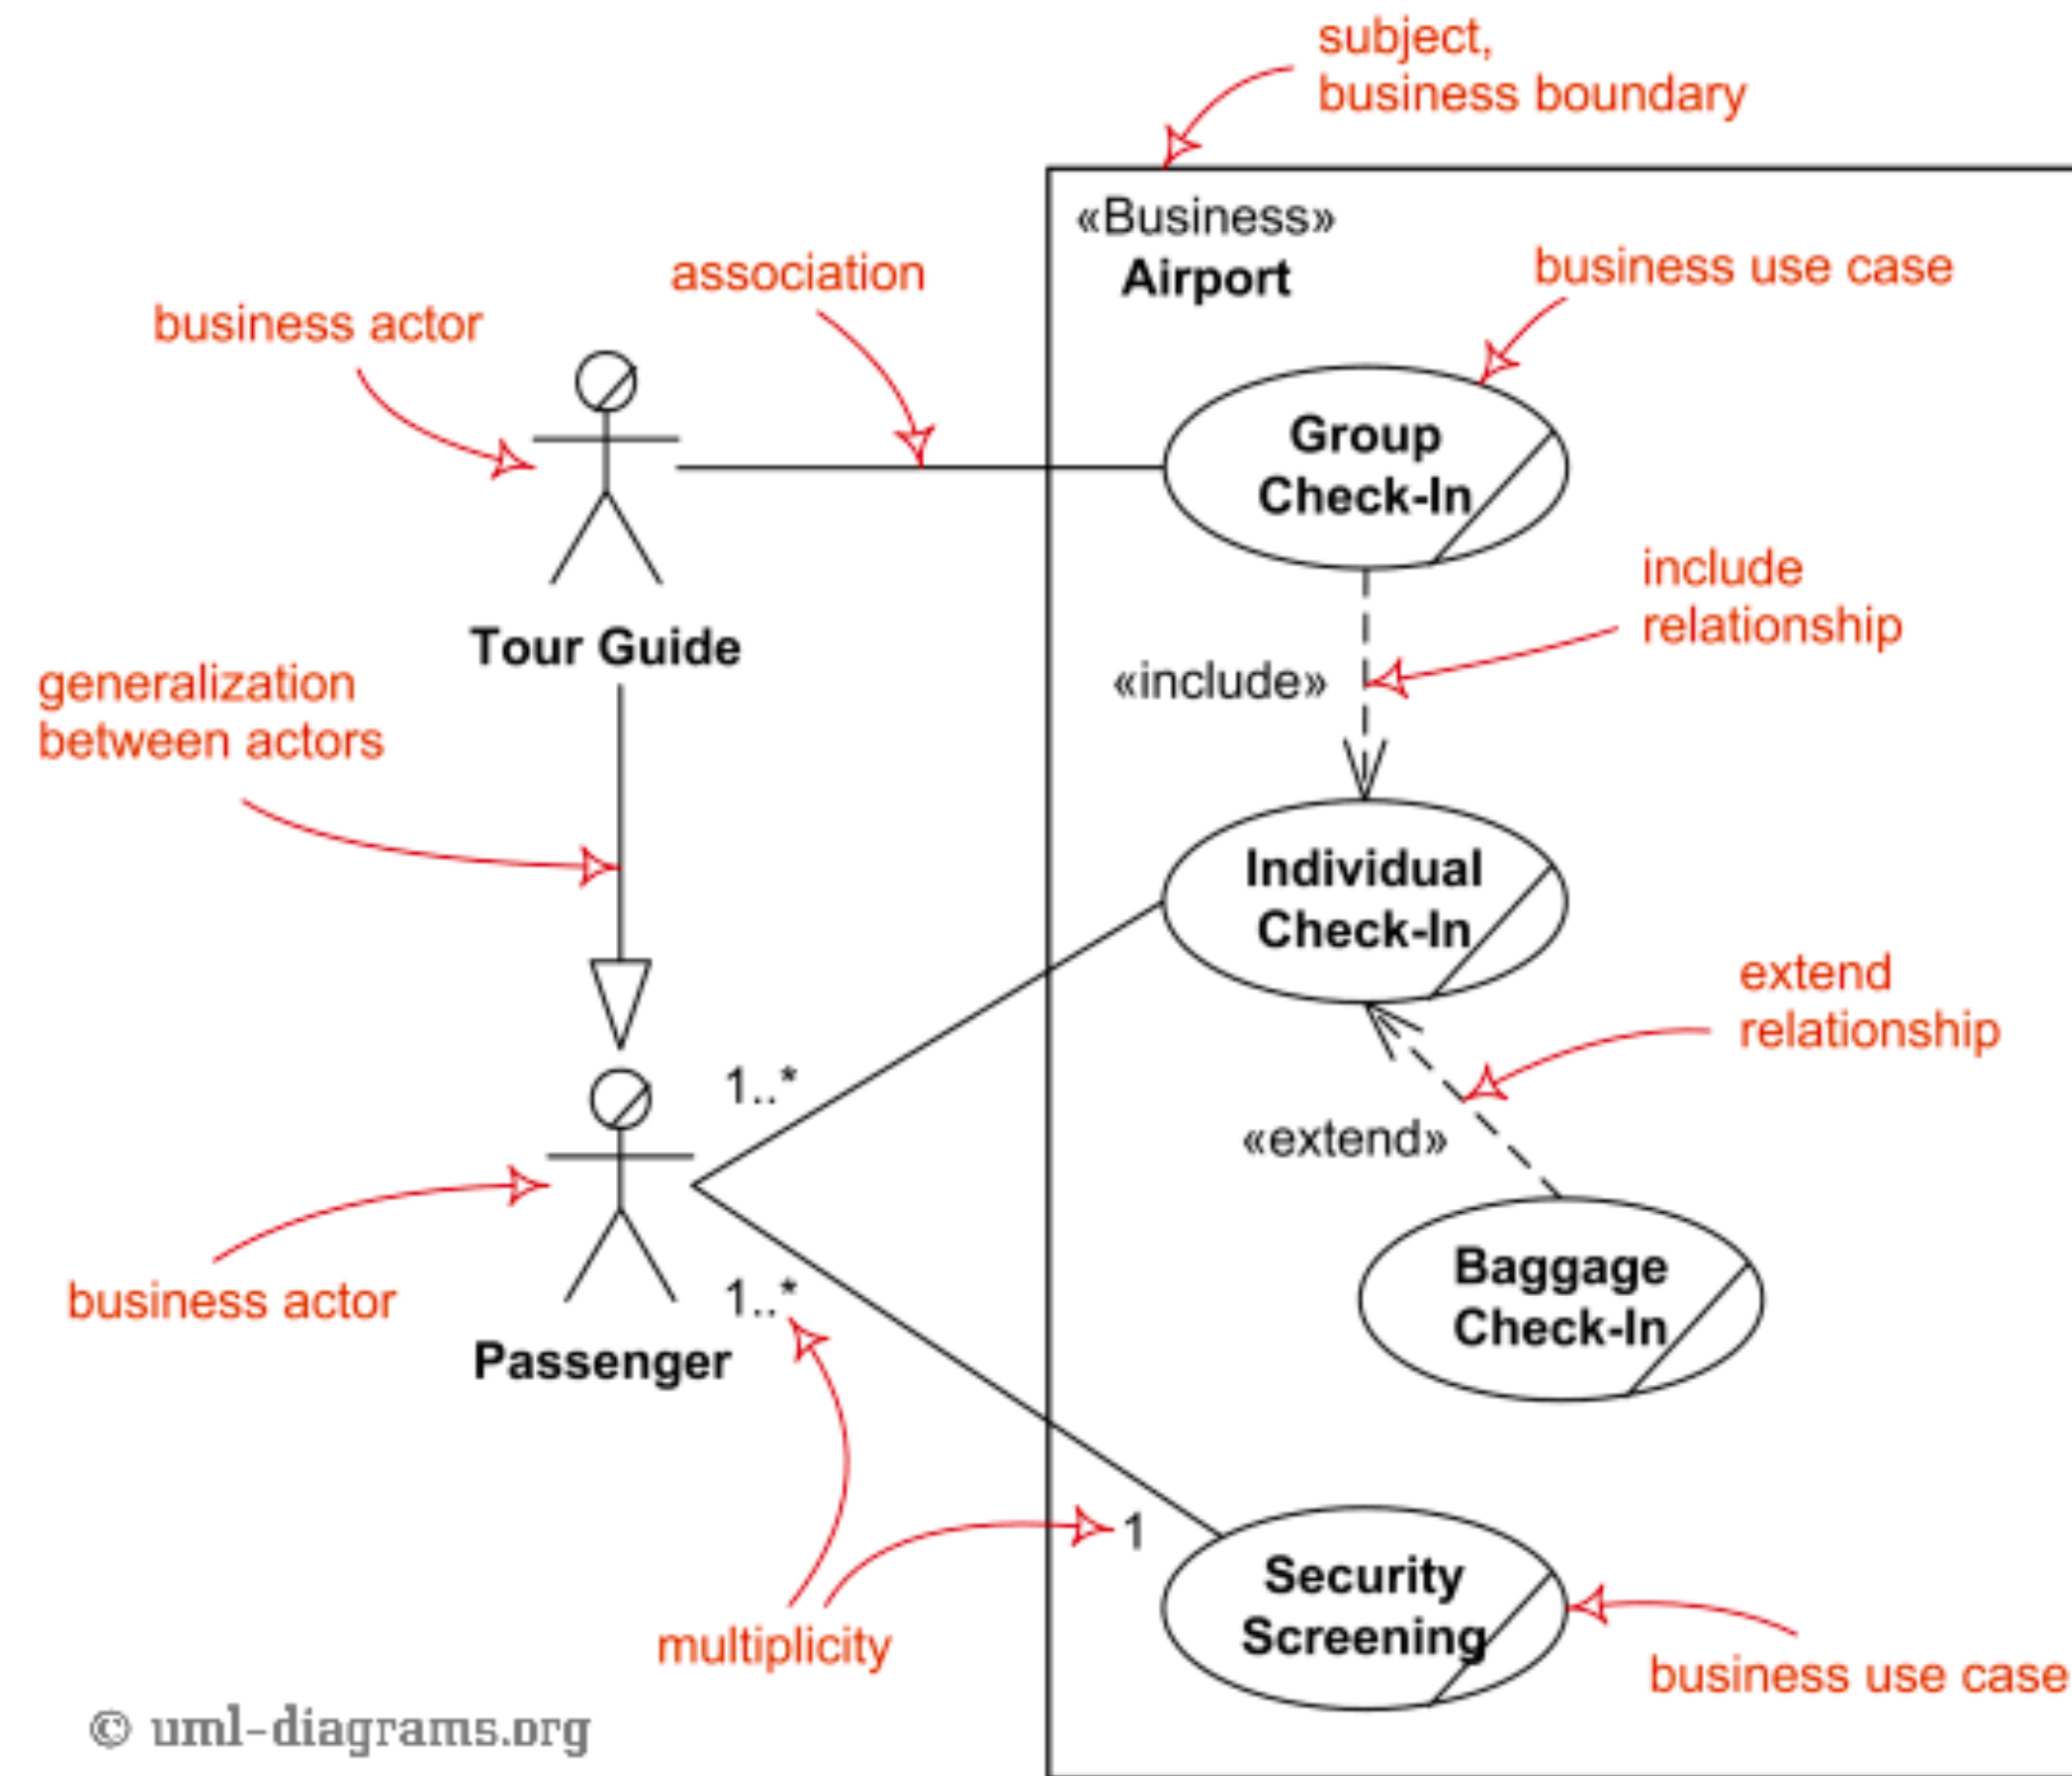 subject,
business boundary
«Business»
Airport
association
business use case
business actor
Group
Check-In
include
relationship
Tour Guide
«include»
generalization
between actors
Individual
Check-In
extend
relationship
1..*
«extend»
Baggage
Check-In
business actor
1..*
Passenger
1
Security
Screening
multiplicity
business use case
© uml-diagrams.org